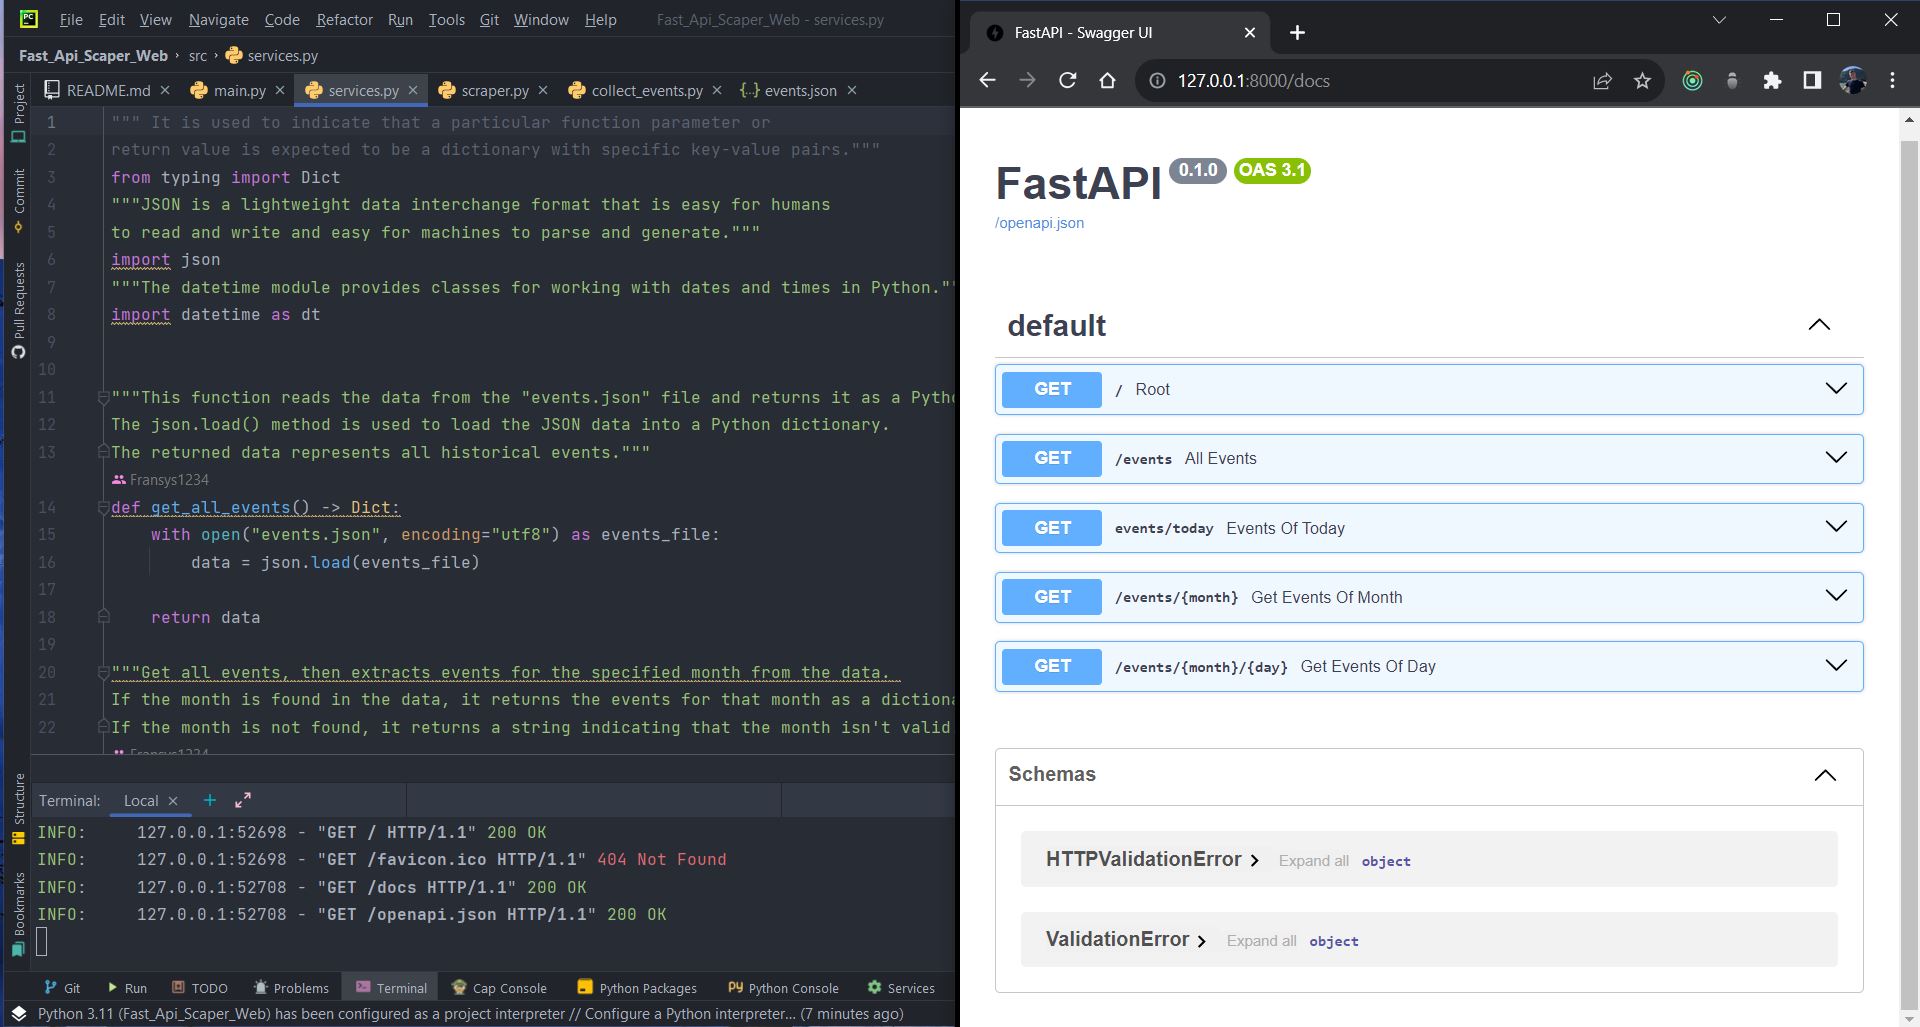 File Edit View Navigate Code Refactor Run Tools Git Window Help Fast_Api_Scaper_Web - services.py
Fast_Api_Scaper_Web › src › services.py
README.md main.py services.py scraper.py collect_events.py events.json
Project
Commit
Pull Requests
Structure
Bookmarks
1 """ It is used to indicate that a particular function parameter or
2 return value is expected to be a dictionary with specific key-value pairs."""
3 from typing import Dict
4 """JSON is a lightweight data interchange format that is easy for humans
5 to read and write and easy for machines to parse and generate."""
6 import json
7 """The datetime module provides classes for working with dates and times in Python.""
8 import datetime as dt
9
10
11 """This function reads the data from the "events.json" file and returns it as a Pyth
12 The json.load() method is used to load the JSON data into a Python dictionary.
13 The returned data represents all historical events."""
Fransys1234
14 def get_all_events() -> Dict:
15 with open("events.json", encoding="utf8") as events_file:
16 data = json.load(events_file)
17
18 return data
19
20 """Get all events, then extracts events for the specified month from the data.
21 If the month is found in the data, it returns the events for that month as a dictiona
22 If the month is not found, it returns a string indicating that the month isn't valid
Fransys1234
Terminal: Local
INFO: 127.0.0.1:52698 - "GET / HTTP/1.1" 200 OK
INFO: 127.0.0.1:52698 - "GET /favicon.ico HTTP/1.1" 404 Not Found
INFO: 127.0.0.1:52708 - "GET /docs HTTP/1.1" 200 OK
INFO: 127.0.0.1:52708 - "GET /openapi.json HTTP/1.1" 200 OK
Git Run TODO Problems Terminal Cap Console Python Packages Python Console Services
Python 3.11 (Fast_Api_Scaper_Web) has been configured as a project interpreter // Configure a Python interpreter... (7 minutes ago)
FastAPI - Swagger UI
127.0.0.1:8000/docs
FastAPI 0.1.0 OAS 3.1
/openapi.json
default
GET / Root
GET /events All Events
GET events/today Events Of Today
GET /events/{month} Get Events Of Month
GET /events/{month}/{day} Get Events Of Day
Schemas
HTTPValidationError Expand all object
ValidationError Expand all object